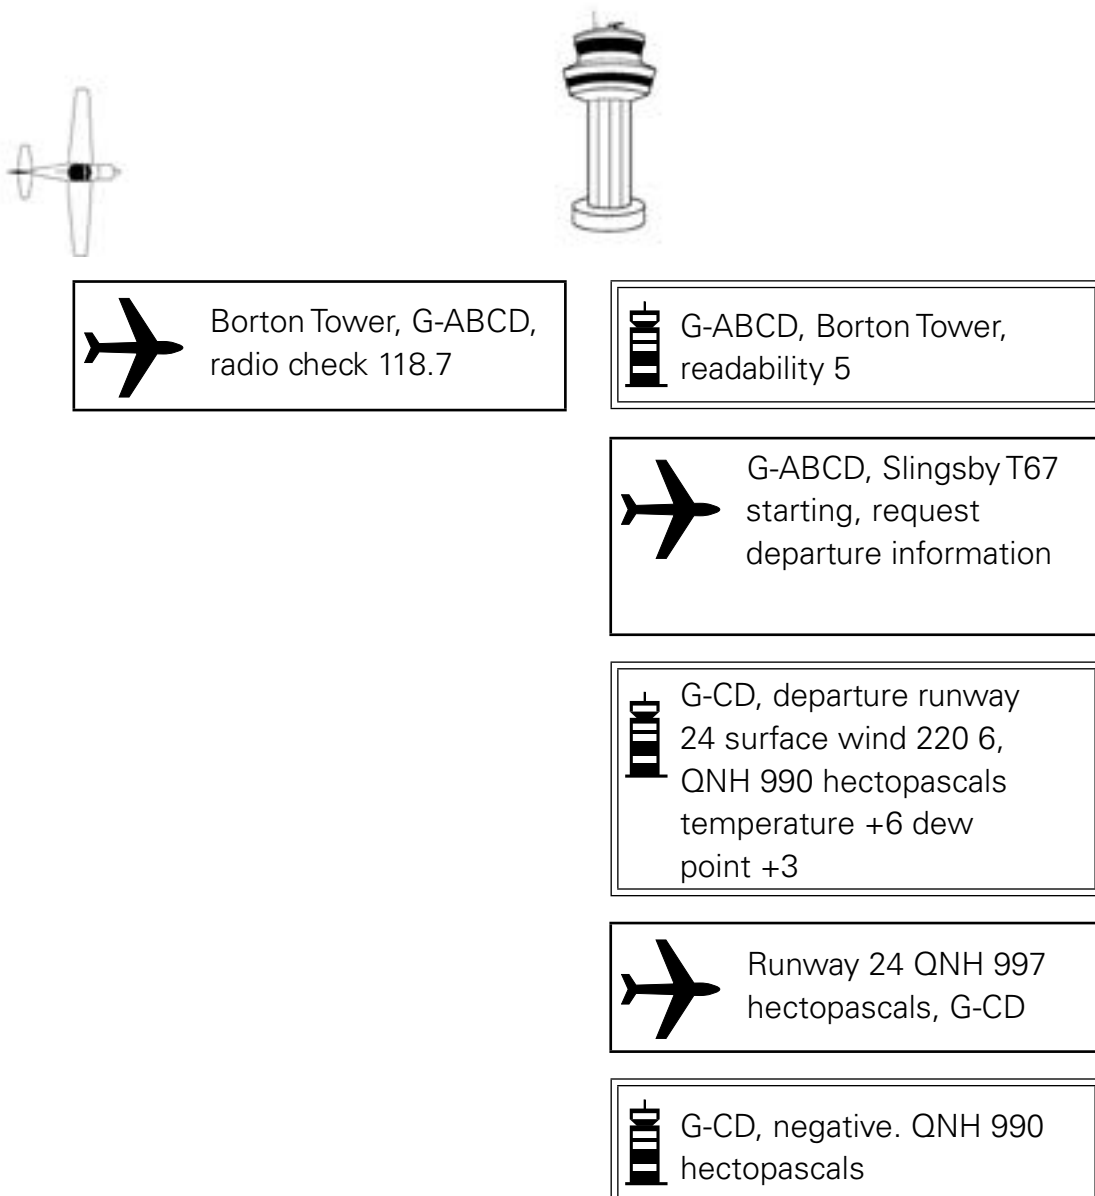 Borton Tower, G-ABCD,
radio check 118.7
G-ABCD, Borton Tower,
readability 5
G-ABCD, Slingsby T67
starting, request
departure information
G-CD, departure runway
24 surface wind 220 6,
QNH 990 hectopascals
temperature +6 dew
point +3
Runway 24 QNH 997
hectopascals, G-CD
G-CD, negative. QNH 990
hectopascals